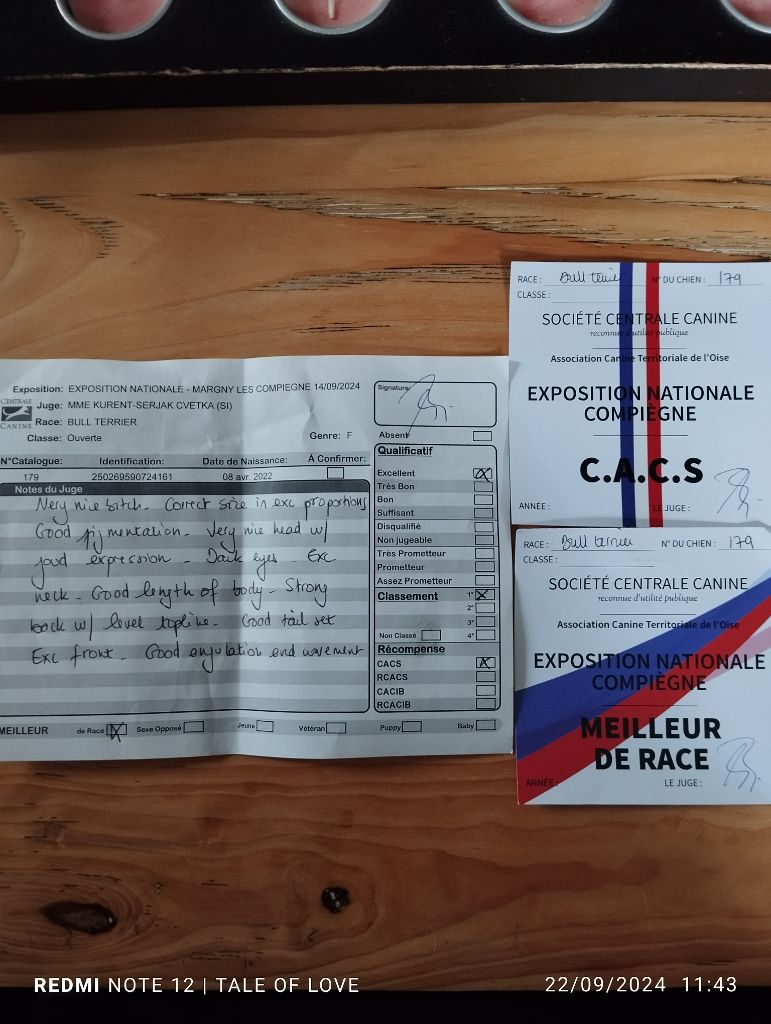 Exposition: EXPOSITION NATIONALE - MARGNY LES COMPIEGNE 14/09/2024
CENTRALE
CANINE
Juge: MME KURENT-SERJAK CVETKA (SI)
Race: BULL TERRIER
Classe: Ouverte
Genre: F
N°Catalogue: Identification: Date de Naissance: À Confirmer:
179 250269590724161 08 avr. 2022
Notes du Juge
Very nice bitch. Correct size in exc proportions
Good pigmentation. Very nice head w/
good expression - Dark eyes - Exc
neck - Good length of body - Strong
back w/ level topline. Good tail set
Exc front - Good angulation and movement
Signature:
Absent
Qualificatif
Excellent X
Très Bon
Bon
Suffisant
Disqualifié
Non jugeable
Très Prometteur
Prometteur
Assez Prometteur
Classement 1° X
2°
3°
Non Classé 4°
Récompense
CACS X
RCACS
CACIB
RCACIB
MEILLEUR de Race X Sexe Opposé Jeune Vétéran Puppy Baby
RACE : Bull terrier N° DU CHIEN : 179
CLASSE :
SOCIÉTÉ CENTRALE CANINE
reconnue d'utilité publique
Association Canine Territoriale de l'Oise
EXPOSITION NATIONALE
COMPIÈGNE
C.A.C.S
ANNÉE : LE JUGE :
RACE : Bull terrier N° DU CHIEN : 179
CLASSE :
SOCIÉTÉ CENTRALE CANINE
reconnue d'utilité publique
Association Canine Territoriale de l'Oise
EXPOSITION NATIONALE
COMPIÈGNE
MEILLEUR
DE RACE
ANNÉE : LE JUGE :
REDMI NOTE 12 | TALE OF LOVE
22/09/2024 11:43